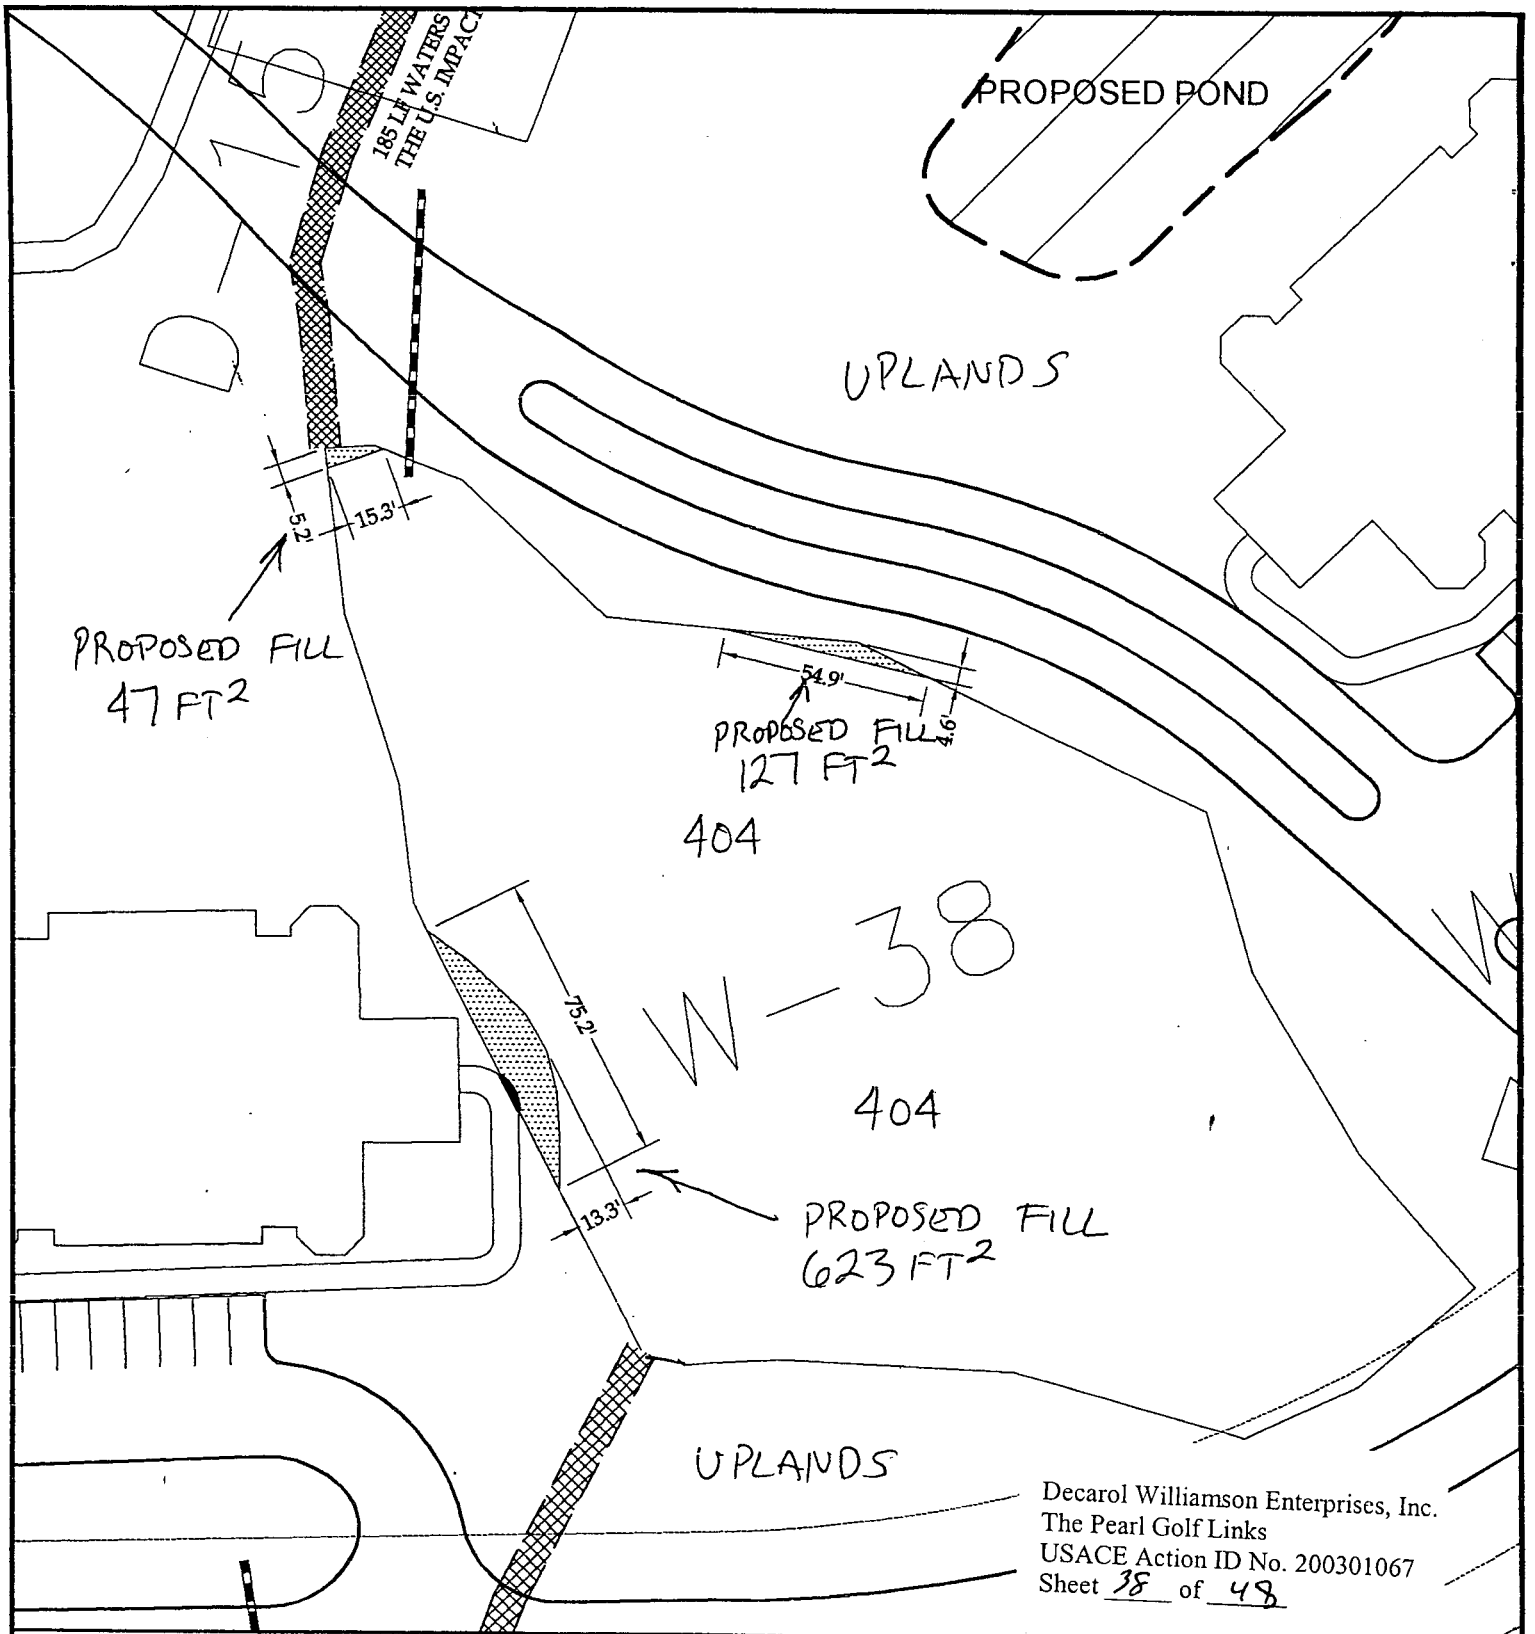 185 LF WATERS
THE U.S. IMPACT
PROPOSED POND
D-15
UPLANDS
5.2'
15.3'
PROPOSED FILL
47 FT2
54.9'
4.6'
PROPOSED FILL
127 FT2
404
W-38
W
75.2'
404
13.3'
PROPOSED FILL
623 FT2
UPLANDS
Decarol Williamson Enterprises, Inc.
The Pearl Golf Links
USACE Action ID No. 200301067
Sheet 38 of 48